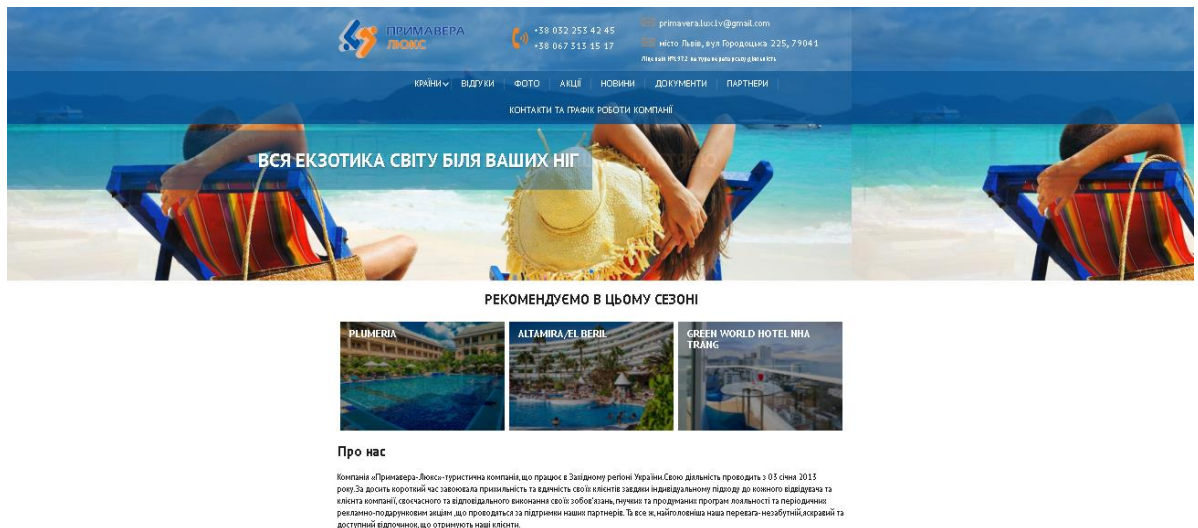 ПРИМАВЕРА
ЛЮКС
+38 032 253 42 45
+38 067 313 15 17
primavera.lux.lv@gmail.com
місто Львів, вул Городоцька 225, 79041
КРАЇНИ
ВІДГУКИ
ФОТО
АКЦІЇ
НОВИНИ
ДОКУМЕНТИ
ПАРТНЕРИ
КОНТАКТИ ТА ГРАФІК РОБОТИ КОМПАНІЇ
ВСЯ ЕКЗОТИКА СВІТУ БІЛЯ ВАШИХ НІГ
РЕКОМЕНДУЄМО В ЦЬОМУ СЕЗОНІ
PLUMERIA
ALTAMIRA/EL BERIL
GREEN WORLD HOTEL NHA
TRANG
Про нас
Компанія «Примавера-Люкс»-туристична компанія,що працює в Західному регіоні України.Свою діяльність проводить з 03 січня 2013
року.За досить короткий час завоювала прихильність та вдячність своїх клієнтів завдяки індивідуальному підходу до кожного відвідувача та
клієнта компанії,своєчасного та відповідального виконання своїх зобов'язань,гнучких та продуманих програм лояльності та періодичних
рекламно-подарункових акціям ,що проводяться за підтримки наших партнерів. Та все ж,найголовніша наша перевага-незабутній,яскравий та
доступний відпочинок,що отримують наші клієнти.